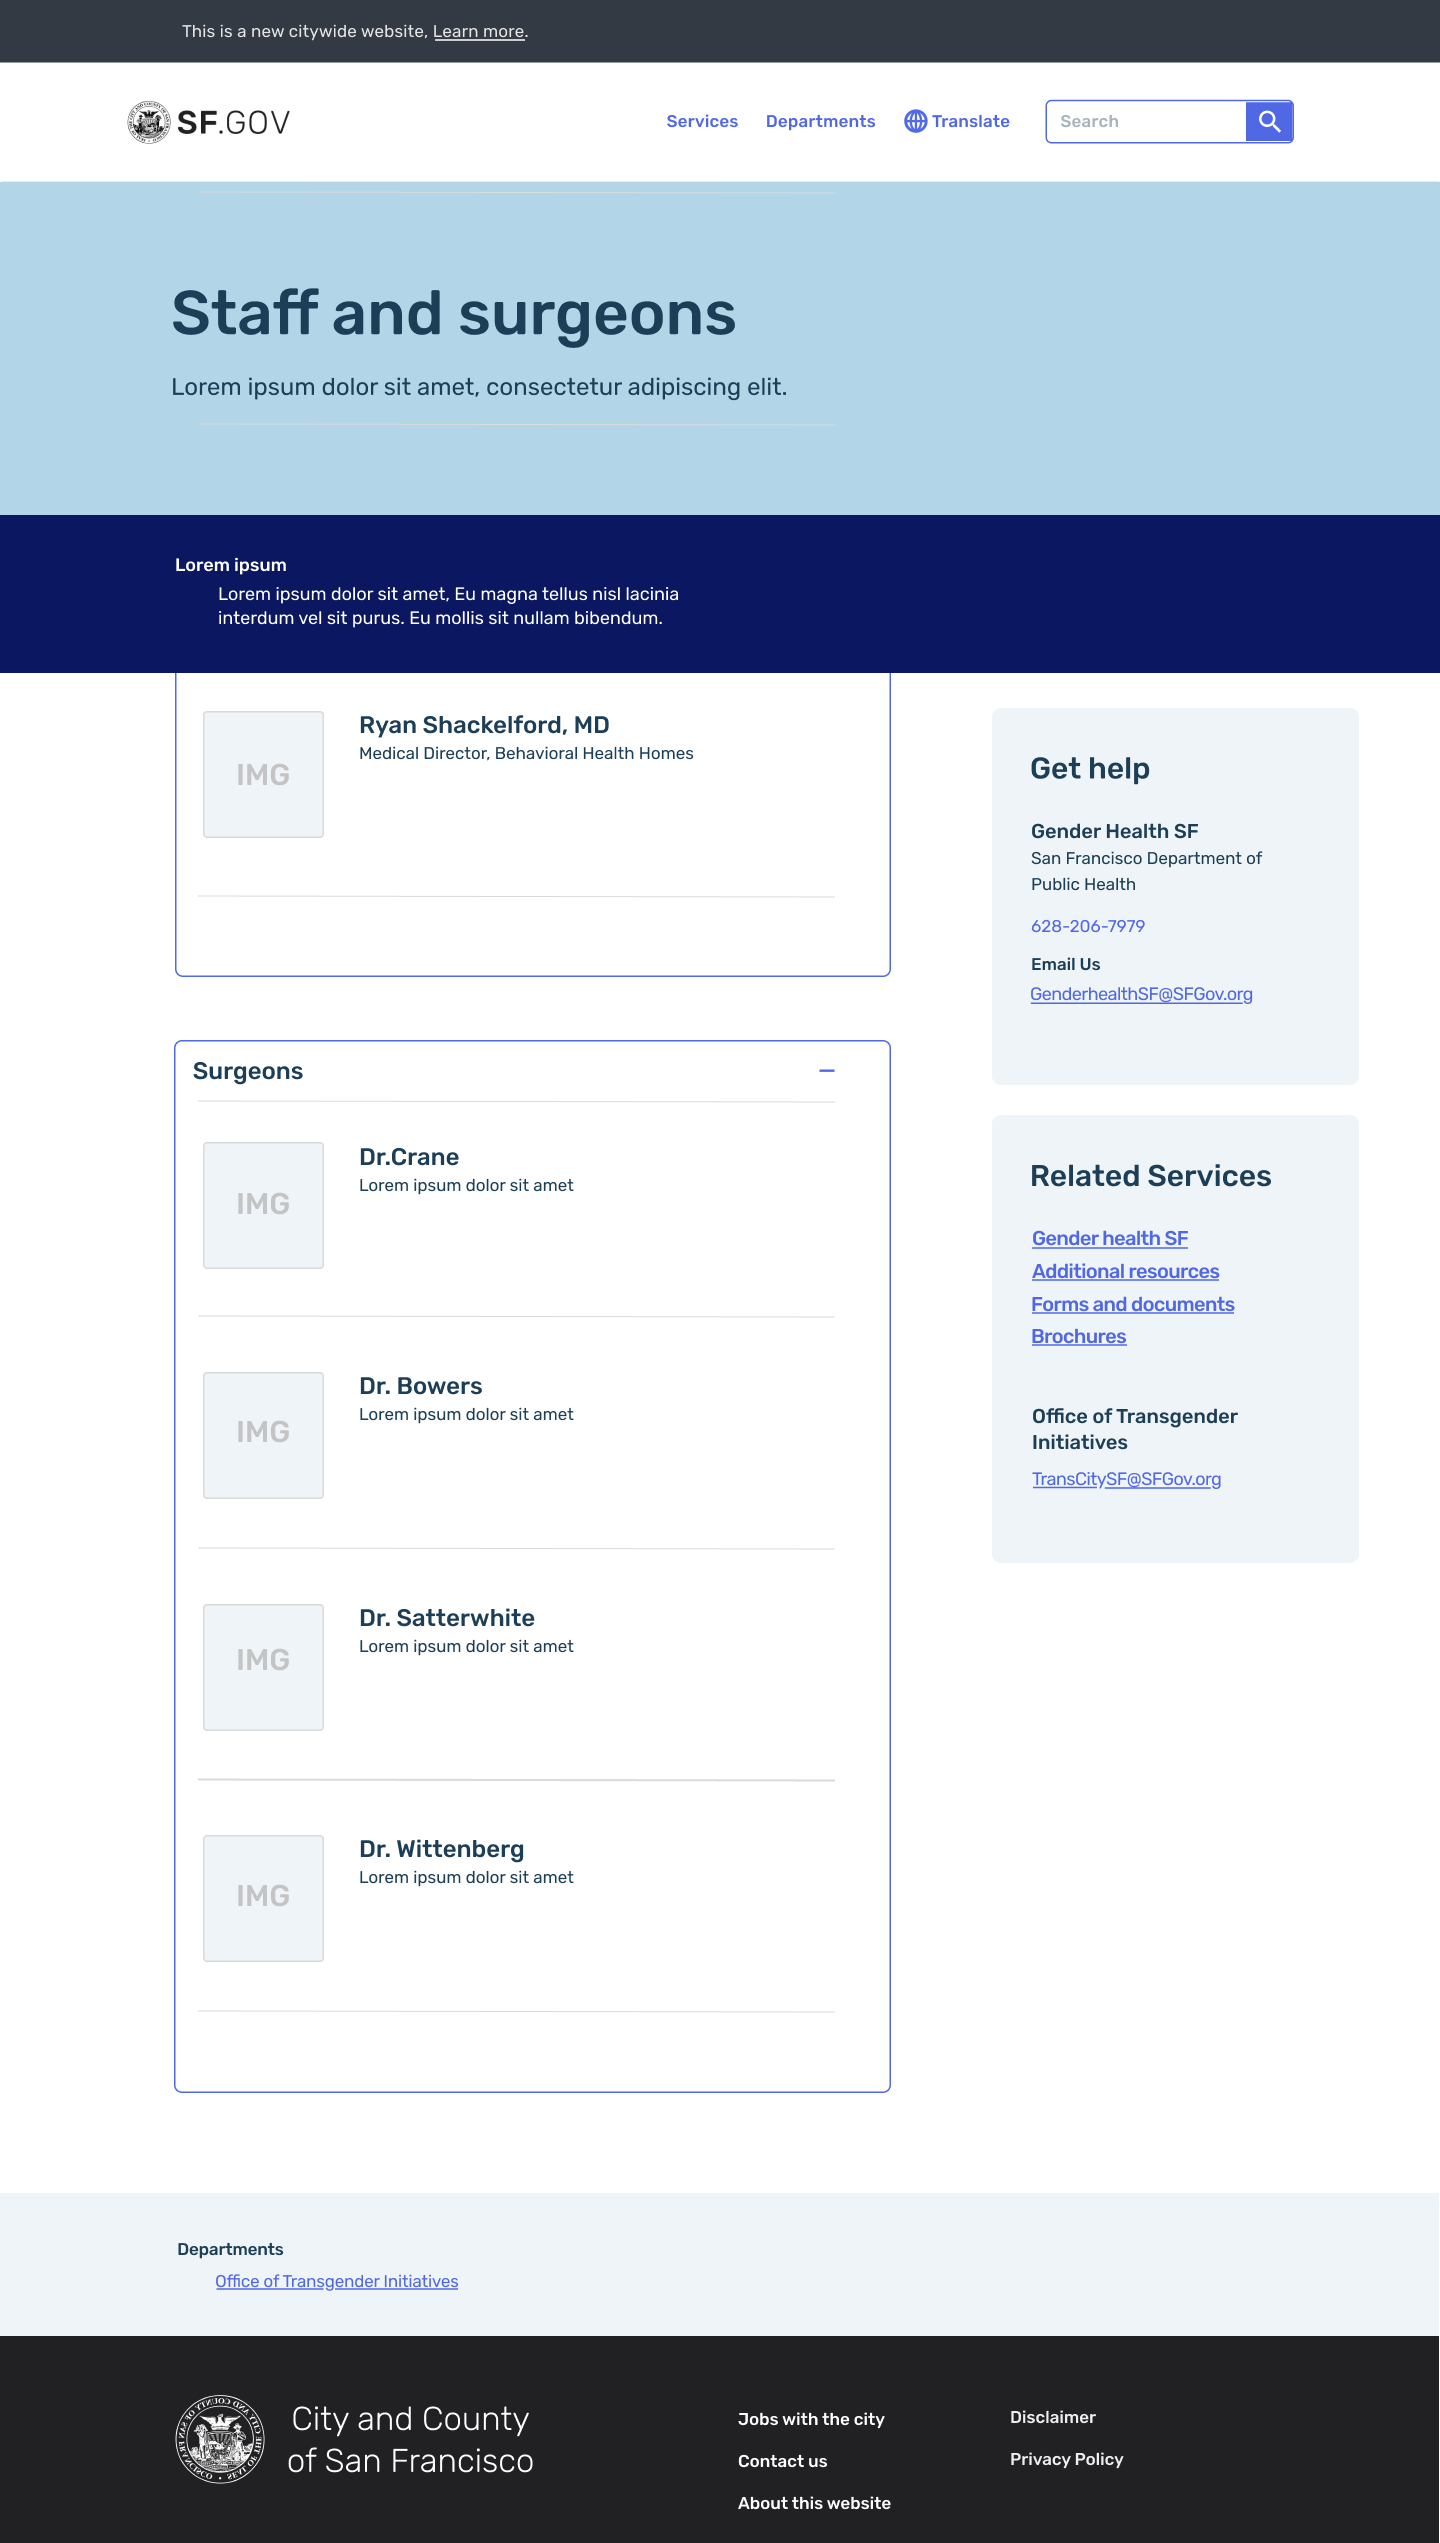 This is a new citywide website, Learn more.
SF.GOV
Services
Departments
Translate
Search
Staff and surgeons
Lorem ipsum dolor sit amet, consectetur adipiscing elit.
Lorem ipsum
Lorem ipsum dolor sit amet, Eu magna tellus nisl lacinia
interdum vel sit purus. Eu mollis sit nullam bibendum.
IMG
Ryan Shackelford, MD
Medical Director, Behavioral Health Homes
Surgeons
IMG
Dr.Crane
Lorem ipsum dolor sit amet
IMG
Dr. Bowers
Lorem ipsum dolor sit amet
IMG
Dr. Satterwhite
Lorem ipsum dolor sit amet
IMG
Dr. Wittenberg
Lorem ipsum dolor sit amet
Get help
Gender Health SF
San Francisco Department of
Public Health
628-206-7979
Email Us
GenderhealthSF@SFGov.org
Related Services
Gender health SF
Additional resources
Forms and documents
Brochures
Office of Transgender
Initiatives
TransCitySF@SFGov.org
Departments
Office of Transgender Initiatives
City and County
of San Francisco
Jobs with the city
Contact us
About this website
Disclaimer
Privacy Policy